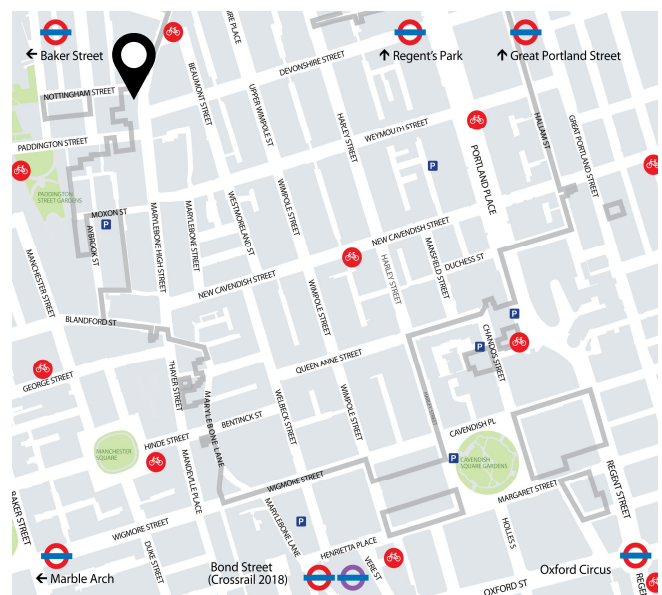 ← Baker Street
↑ Regent's Park
↑ Great Portland Street
DEVONSHIRE STREET
BEAUMONT STREET
UPPER WIMPOLE ST
NOTTINGHAM STREET
HARLEY STREET
WEYMOUTH STREET
HALLAM ST
GREAT PORTLAND STREET
PADDINGTON STREET
PORTLAND PLACE
P
PADDINGTON
STREET GARDENS
MOXON ST
P
AYBROOK ST
MARYLEBONE HIGH STREET
MARYLEBONE STREET
WESTMORELAND ST
WIMPOLE STREET
NEW CAVENDISH STREET
MANSFIELD STREET
DUCHESS ST
HARLEY STREET
MANCHESTER STREET
NEW CAVENDISH STREET
WIMPOLE STREET
BLANDFORD ST
P
CHANDOS STREET
P
QUEEN ANNE STREET
GEORGE STREET
THAYER STREET
MARYLEBONE LANE
WELBECK STREET
WIMPOLE STREET
BENTINCK ST
CAVENDISH PL
HINDE STREET
MANCHESTER
SQUARE
MANDEVILLE PLACE
P
CAVENDISH
SQUARE GARDENS
WIGMORE STREET
MARGARET STREET
REGENT STREET
BAKER STREET
WIGMORE STREET
MARYLEBONE LANE
P
HOLLES S
HENRIETTA PLACE
DUKE STREET
VERE ST
Bond Street
(Crossrail 2018)
Oxford Circus
← Marble Arch
OXFORD ST
REGE